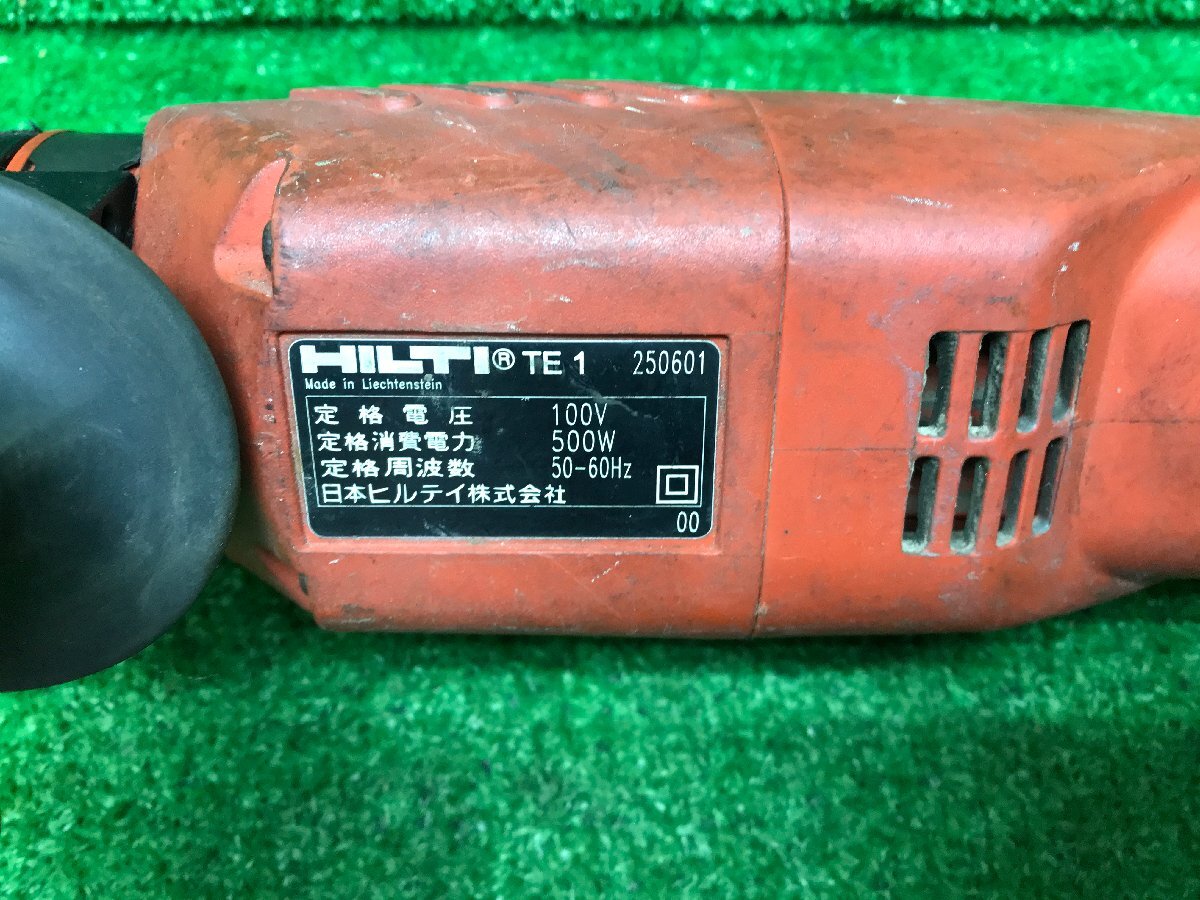 HILTI® TE 1 250601
Made in Liechtenstein
定格電圧 100V
定格消費電力 500W
定格周波数 50-60Hz
日本ヒルテイ株式会社
00